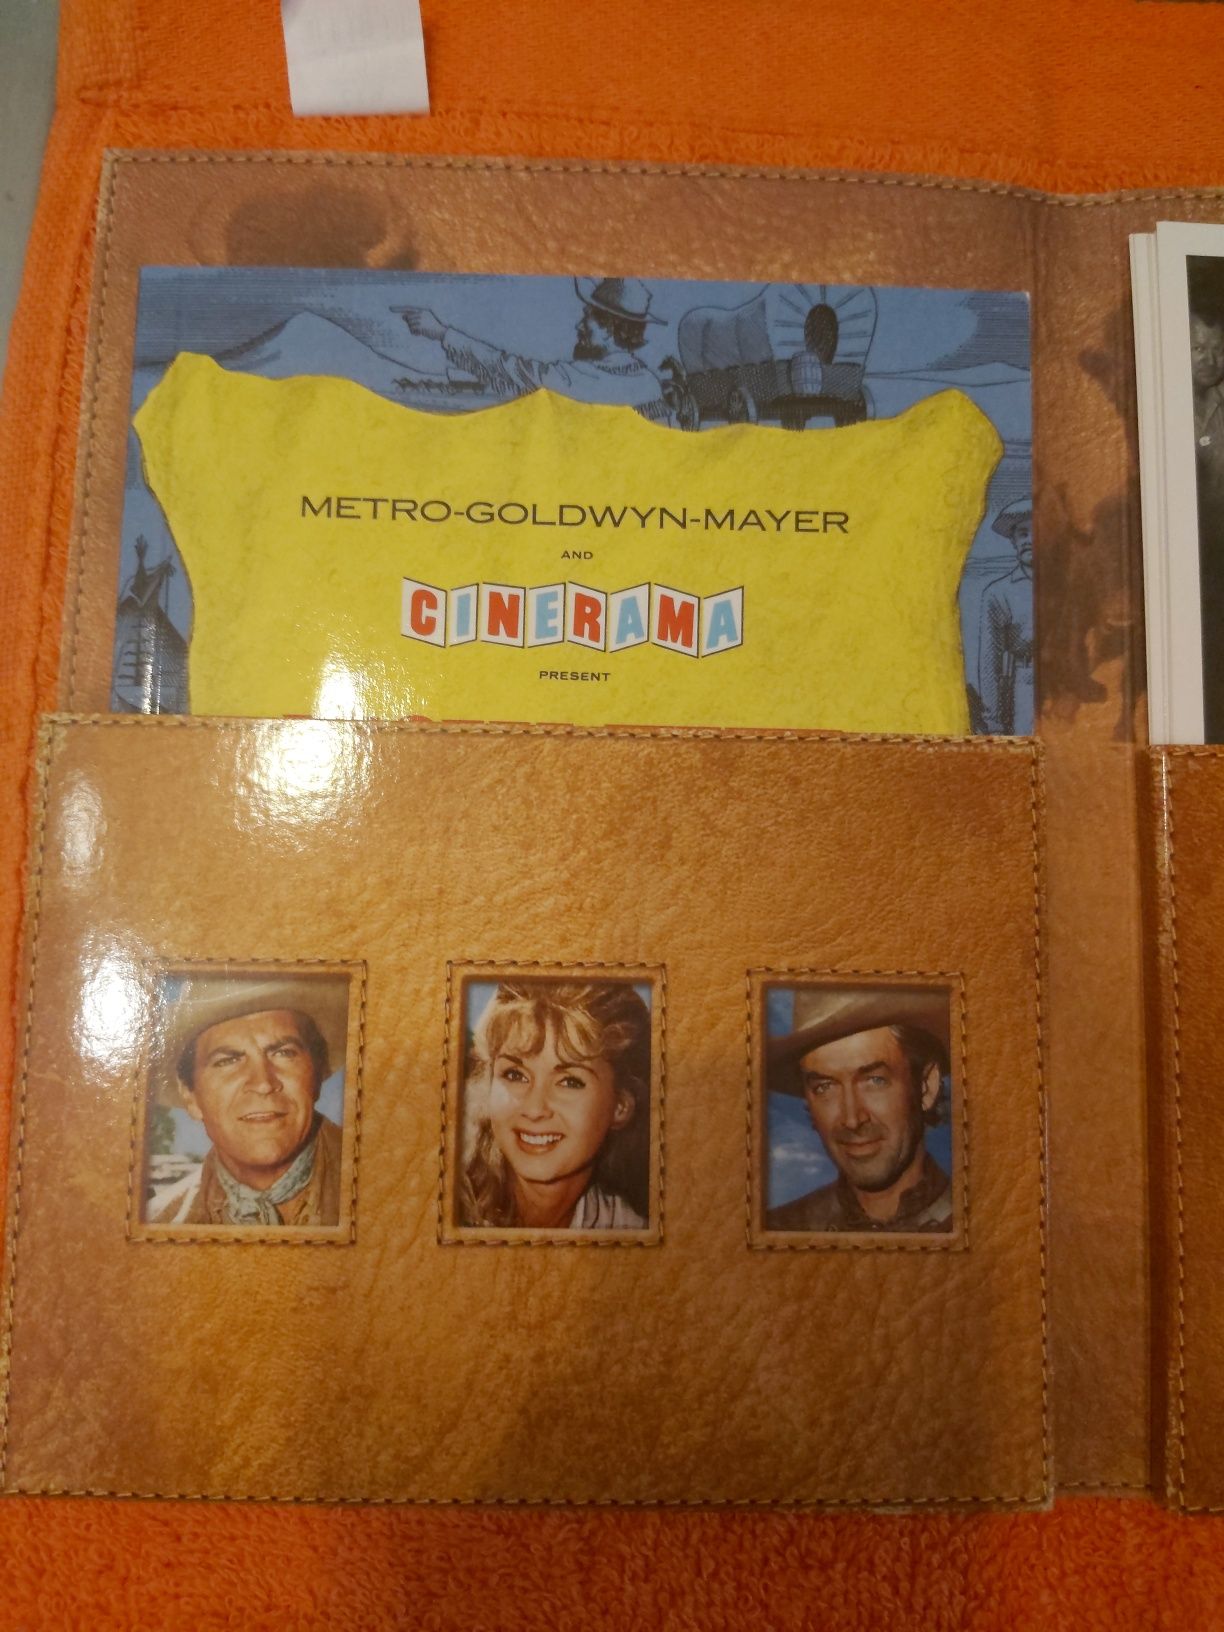 METRO-GOLDWYN-MAYER
AND
CINERAMA
PRESENT